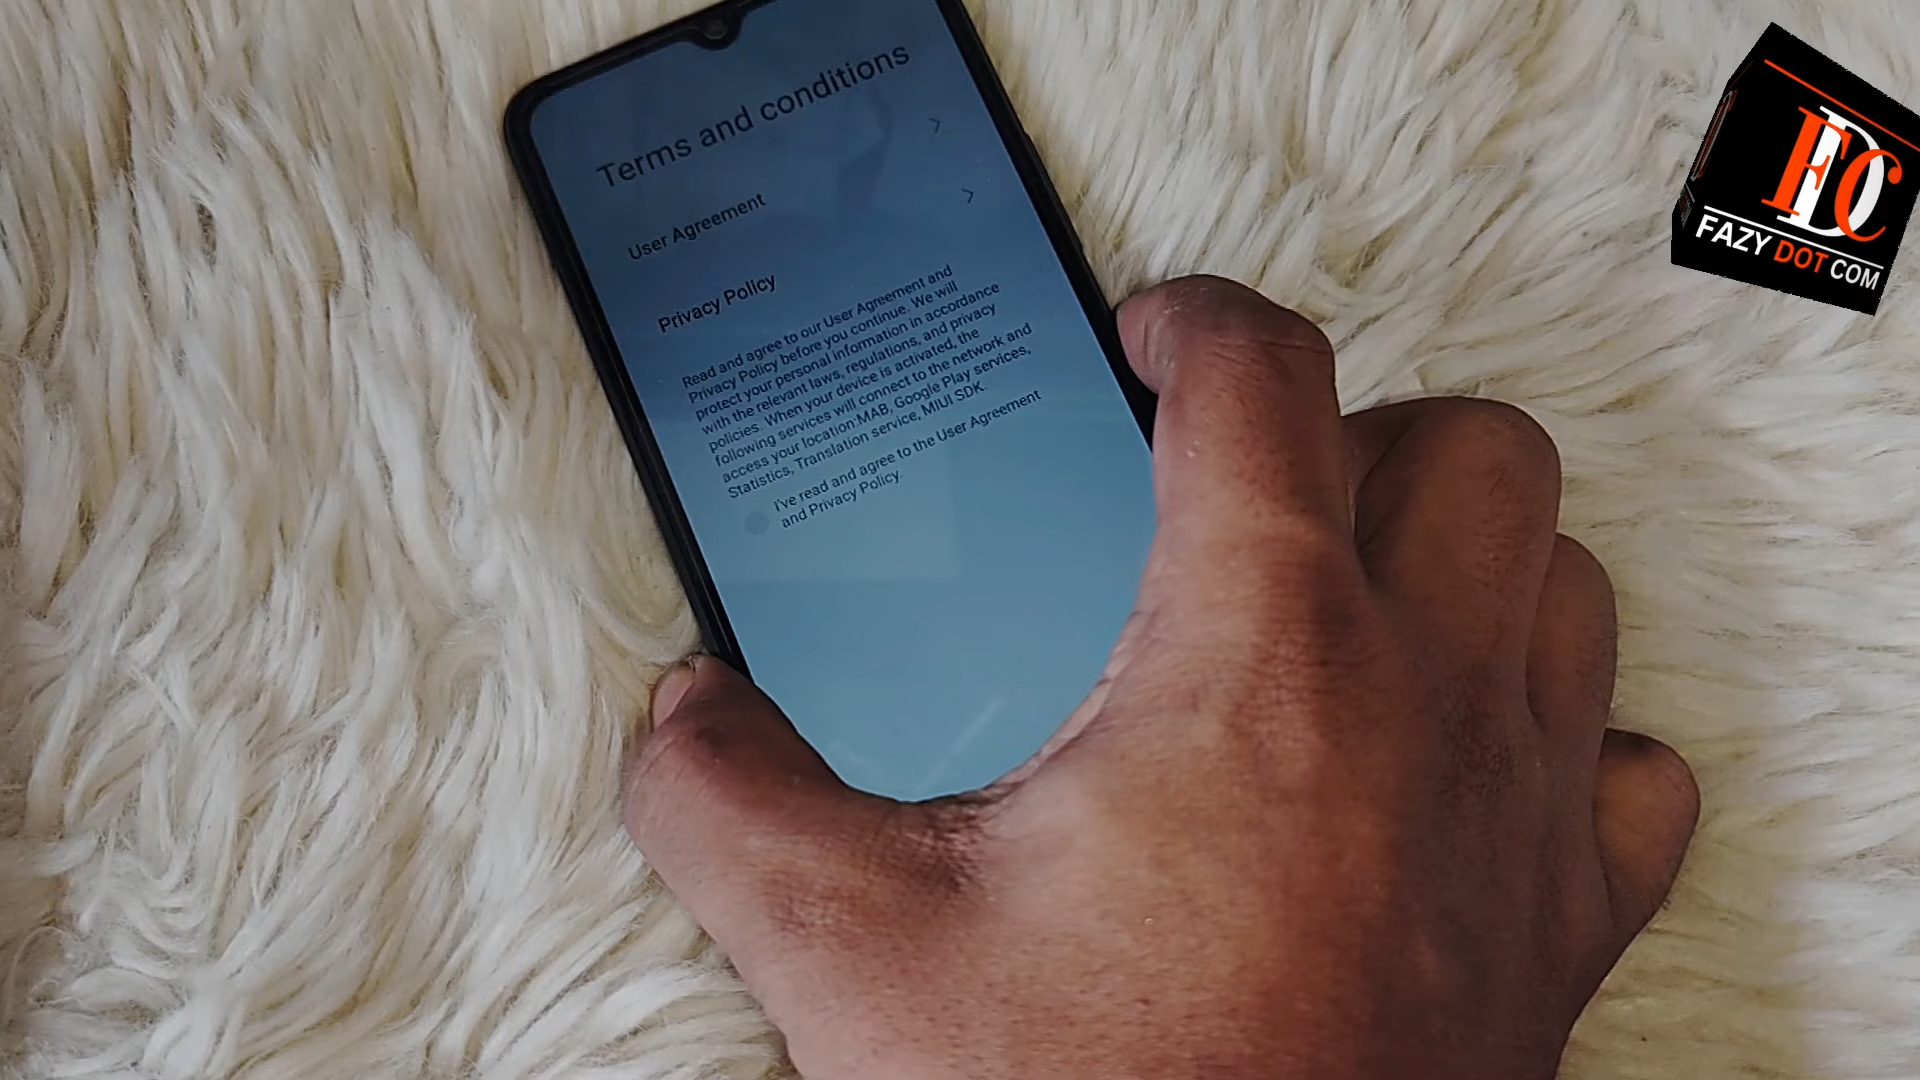 Terms and conditions
User Agreement
Privacy Policy
Read and agree to our User Agreement and
Privacy Policy before you continue. We will
protect your personal information in accordance
with the relevant laws, regulations, and privacy
policies. When your device is activated, the
following services will connect to the network and
access your location:MAB, Google Play services,
Statistics, Translation service, MIUI SDK.
I've read and agree to the User Agreement
and Privacy Policy.
FDC
FAZY DOT COM